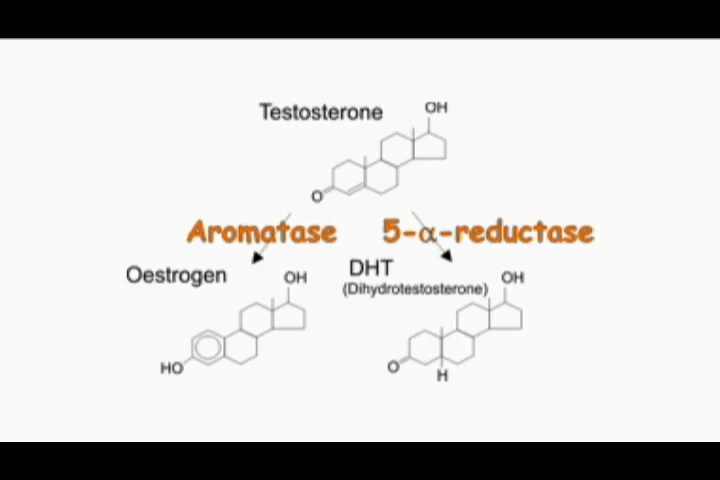 Testosterone
OH
O
Aromatase
5-α-reductase
Oestrogen
OH
HO
DHT
(Dihydrotestosterone)
OH
O
H